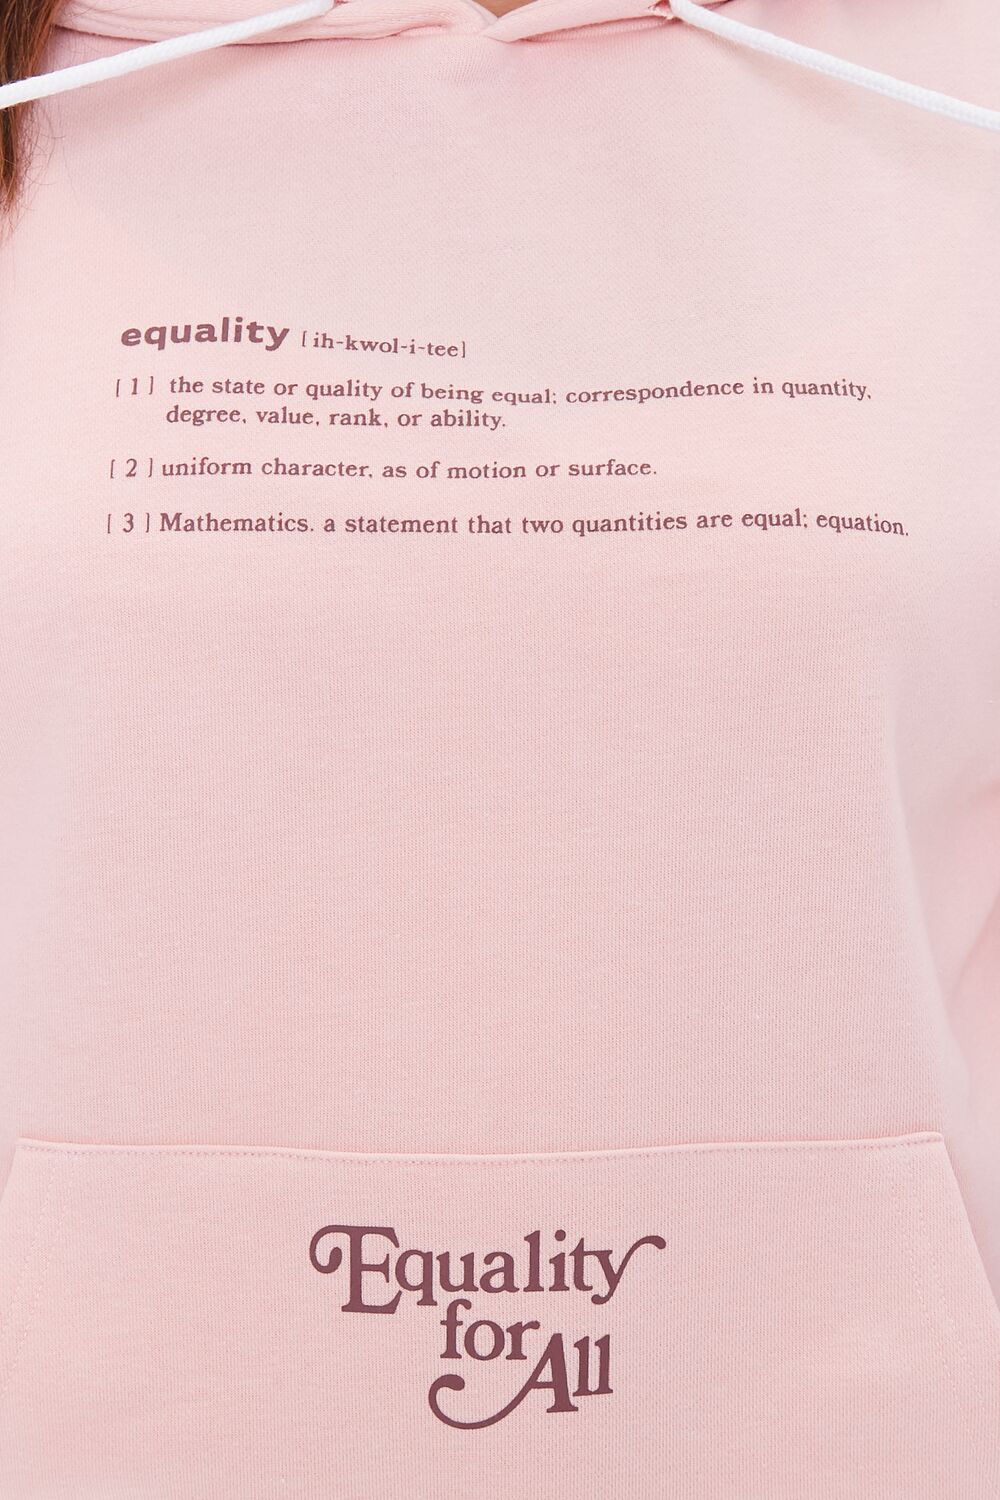 equality [ ih-kwol-i-tee]
[ 1 ] the state or quality of being equal; correspondence in quantity,
degree, value, rank, or ability.
[ 2 ] uniform character, as of motion or surface.
[ 3 ] Mathematics. a statement that two quantities are equal; equation.
Equality
for
All